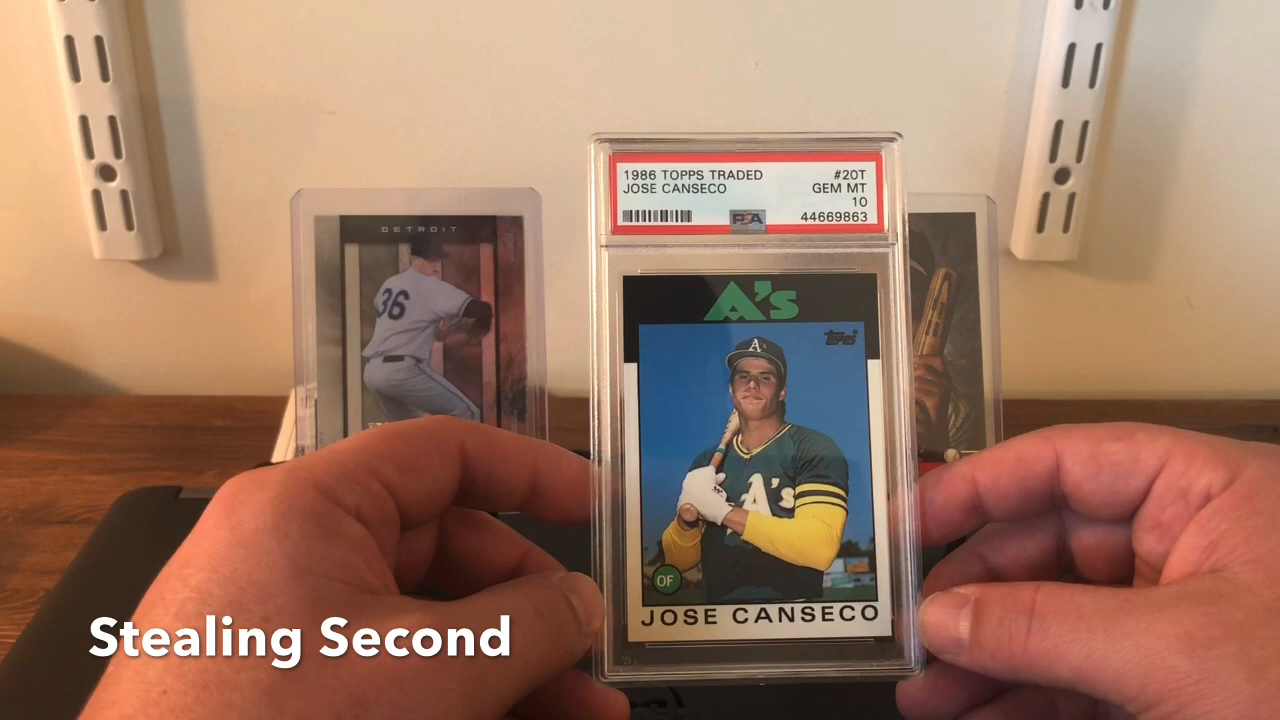 1986 TOPPS TRADED #20T
JOSE CANSECO GEM MT
10
PSA 44669863
DETROIT
36
A's
Topps
A's
A's
OF
JOSE CANSECO
Stealing Second